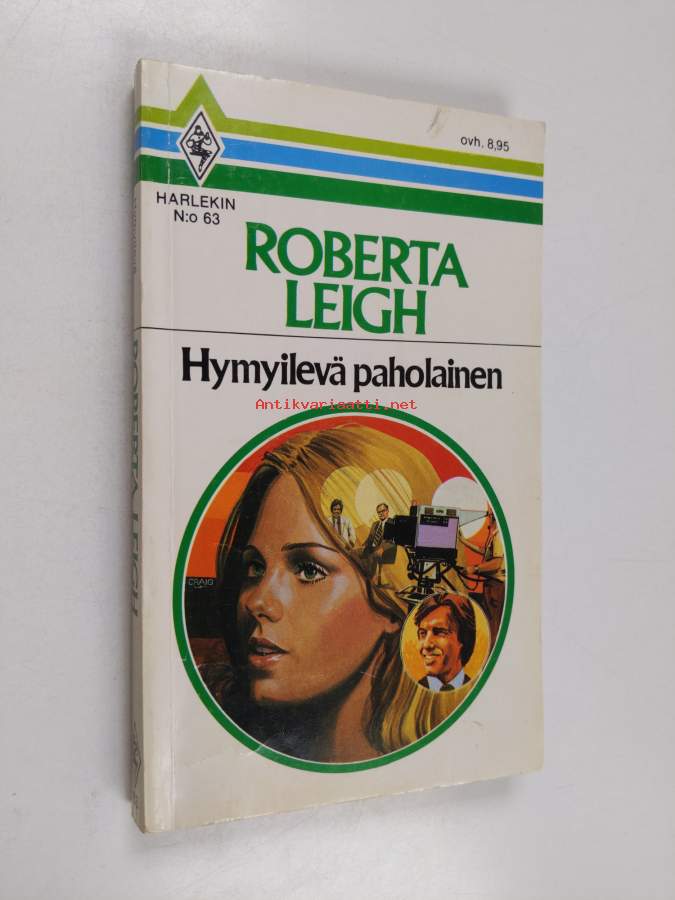 ovh. 8,95
HARLEKIN
N:o 63
ROBERTA
LEIGH
Hymyilevä paholainen
Antikvariaatti.net
CRAIG
ROBERTA LEIGH